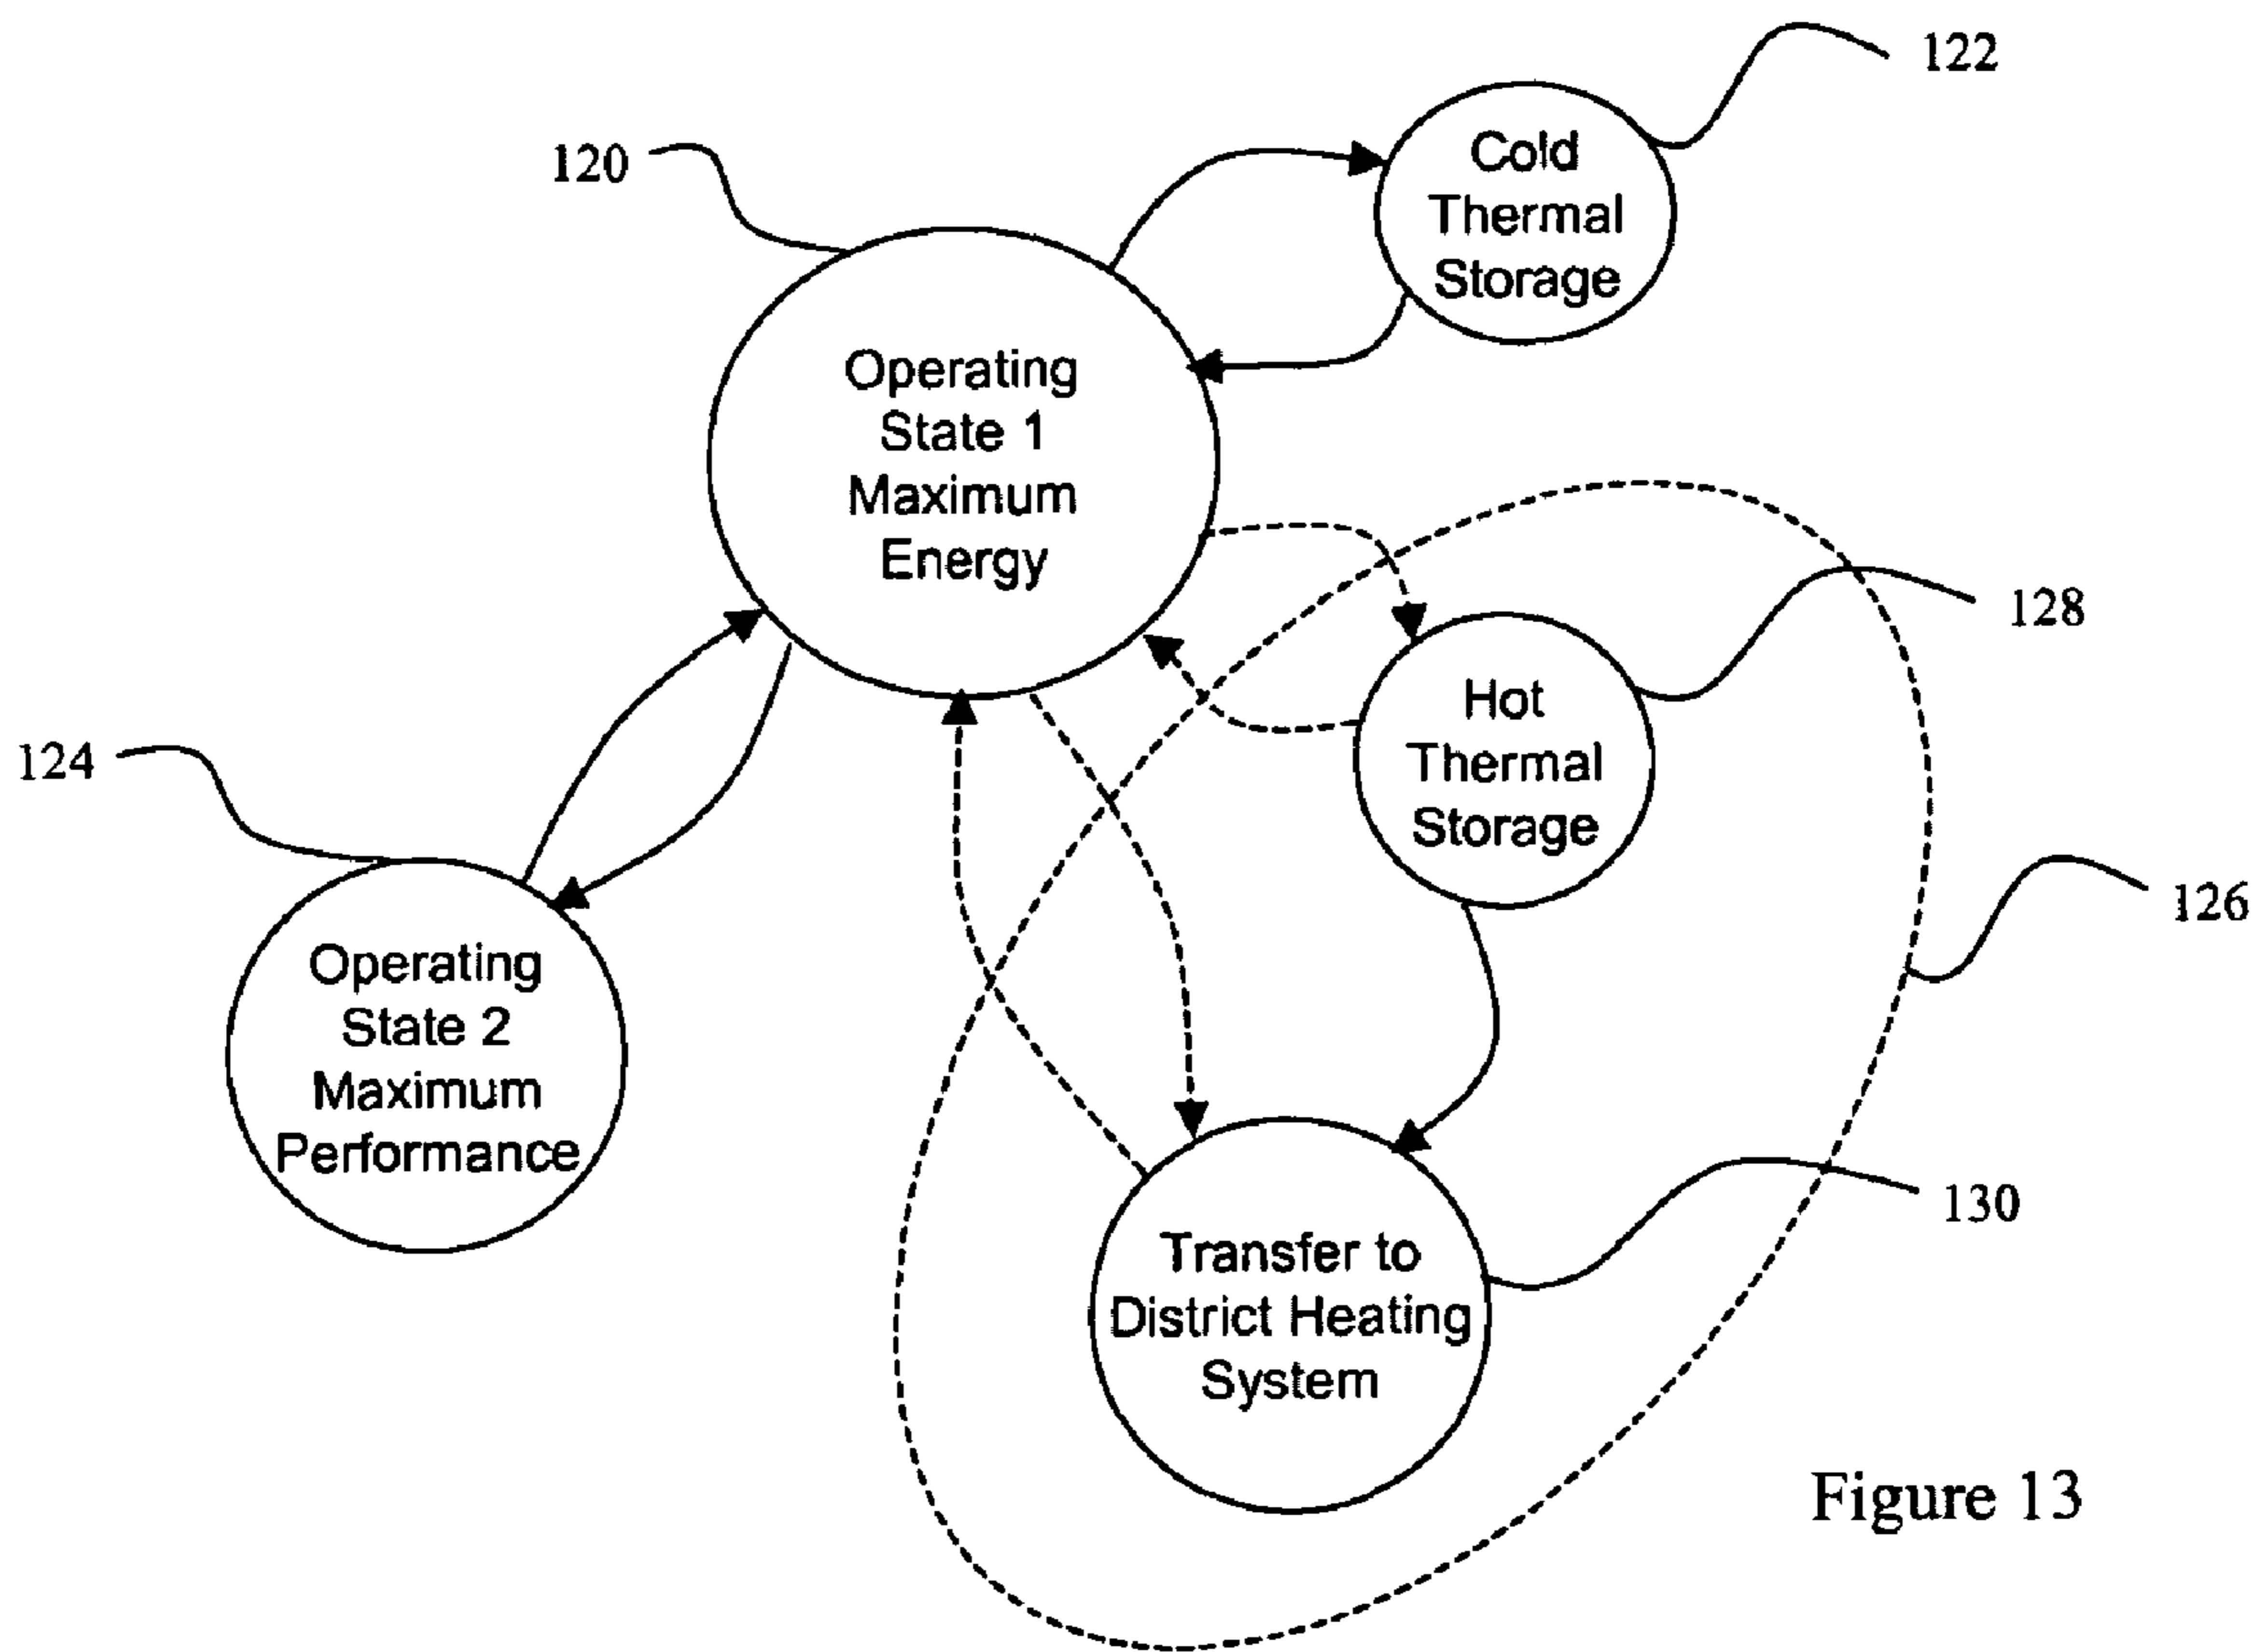 122
Cold
Thermal
Storage
120
Operating
State 1
Maximum
Energy
128
Hot
Thermal
Storage
124
126
Operating
State 2
Maximum
Performance
130
Transfer to
District Heating
System
Figure 13